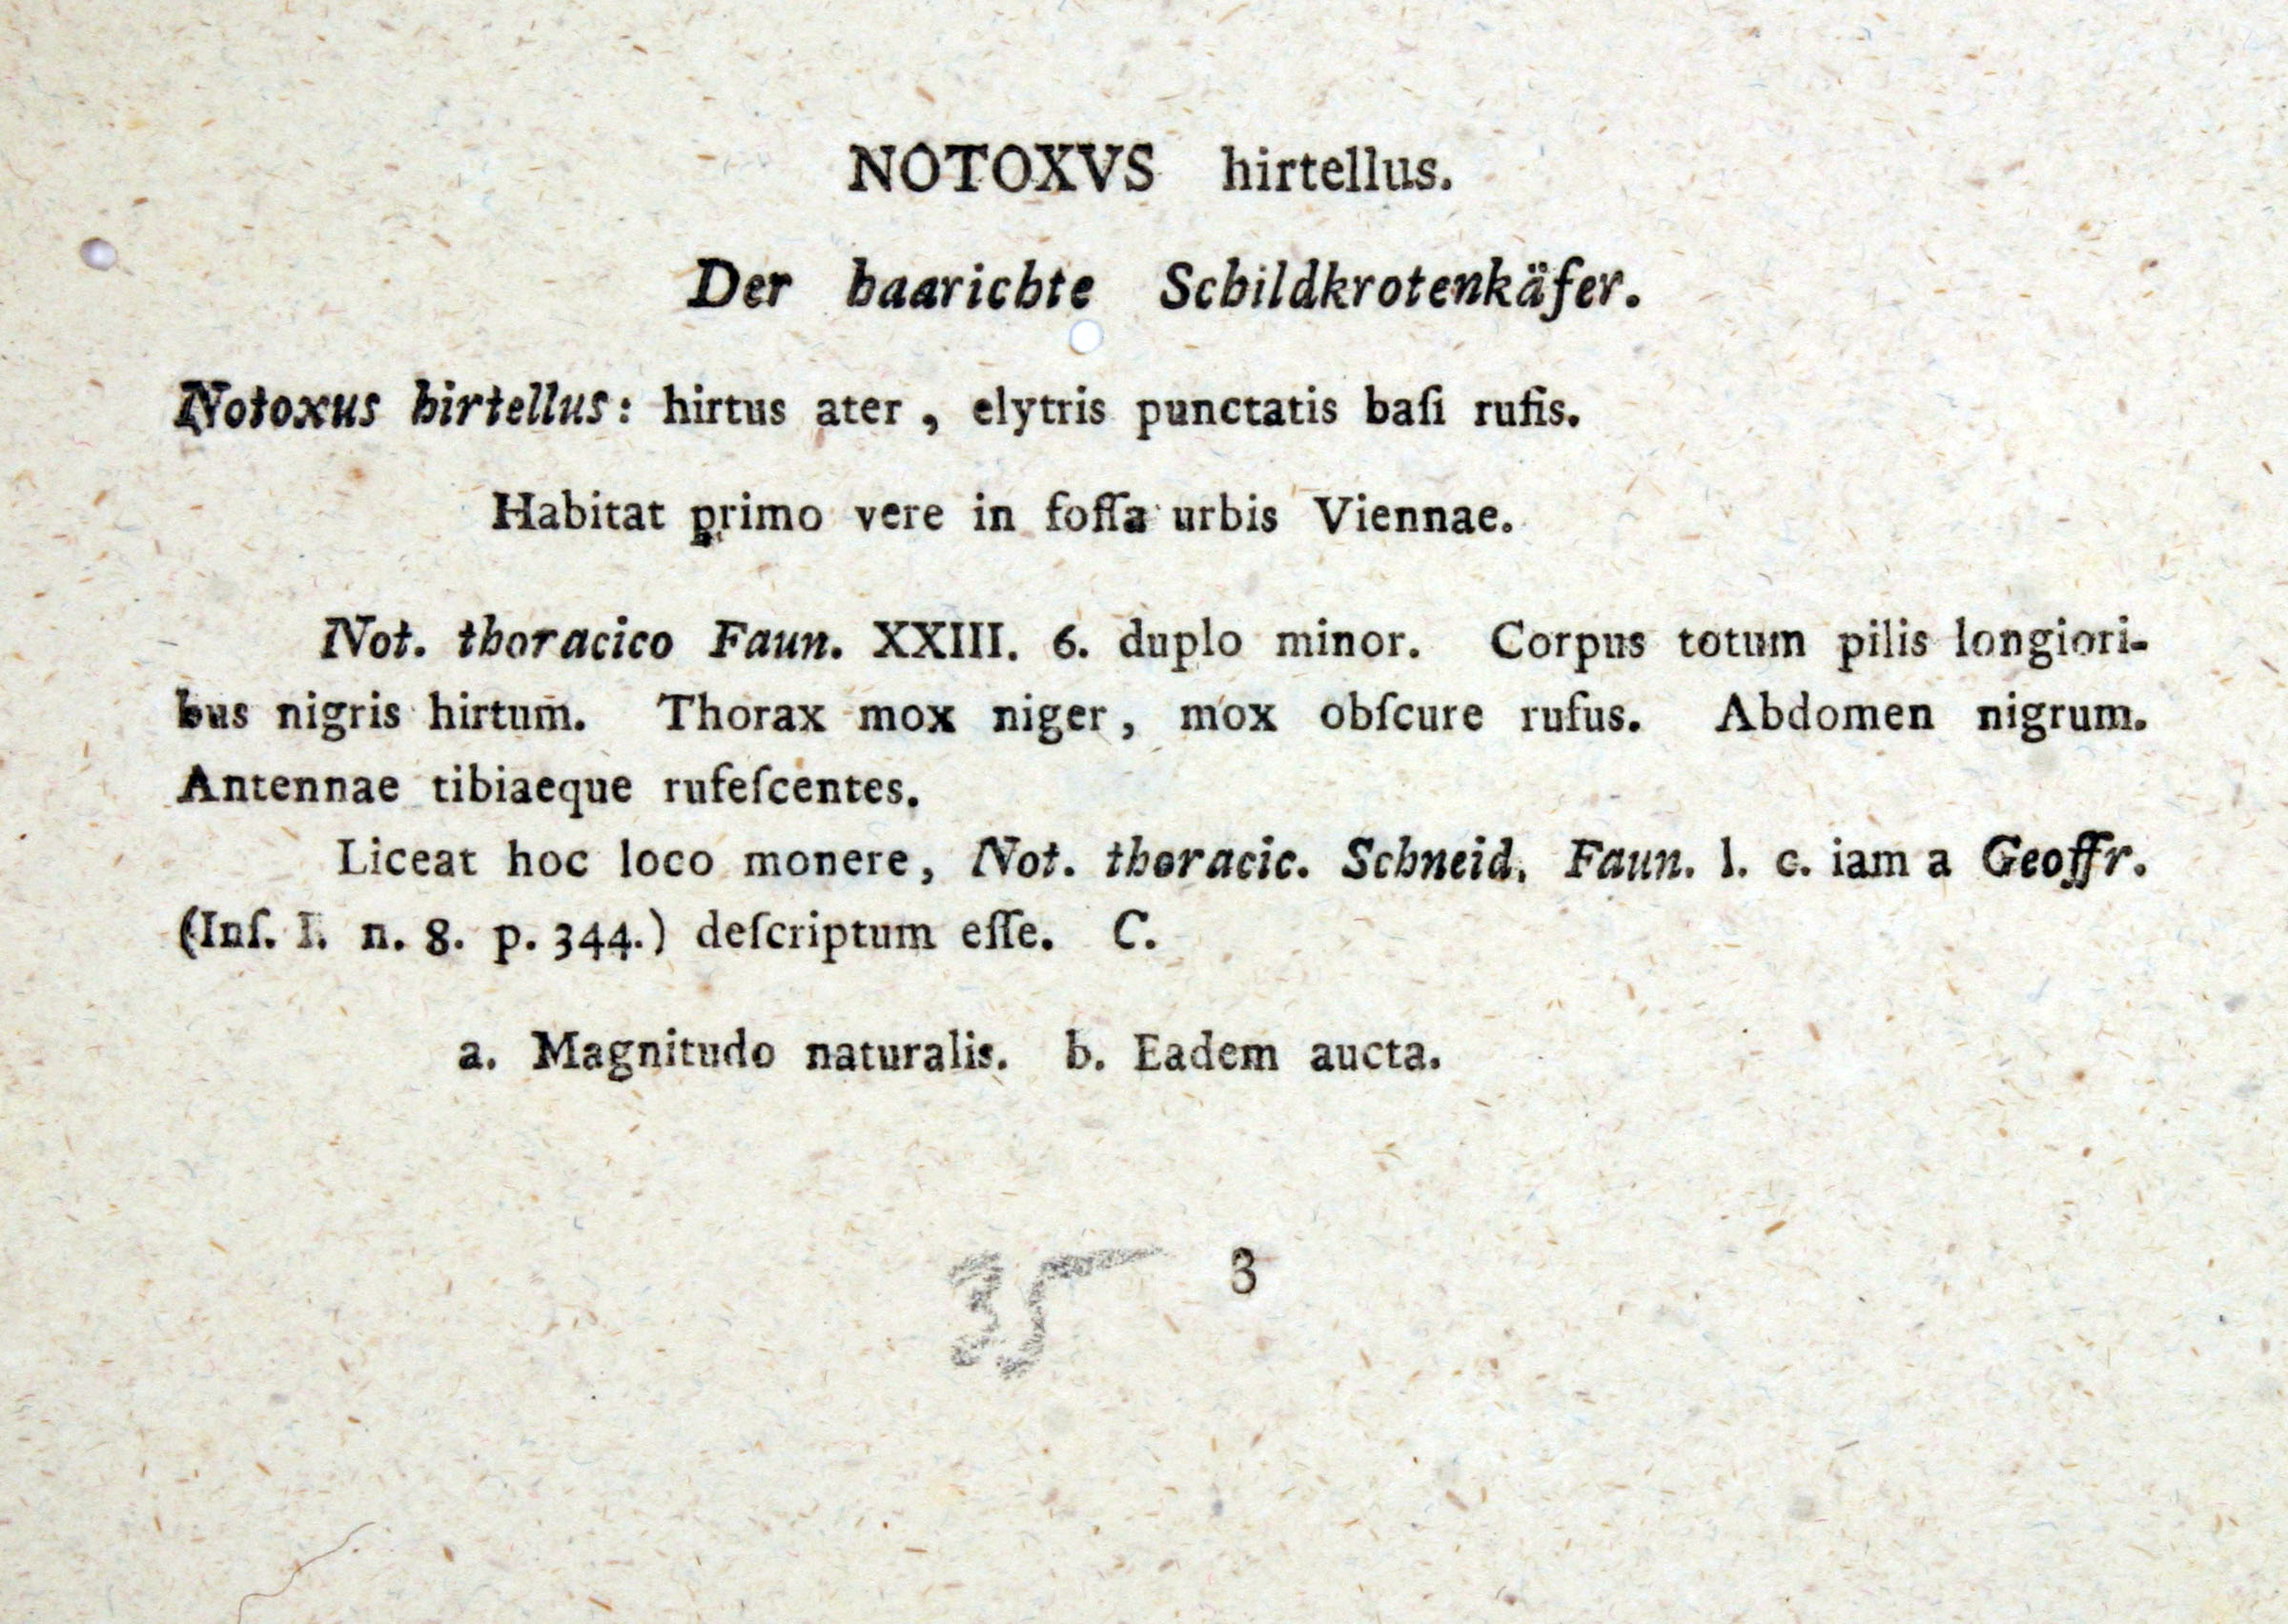 NOTOXVS hirtellus.
Der haarichte Schildkrotenkäfer.
Notoxus hirtellus: hirtus ater, elytris punctatis baſi rufis.
Habitat primo vere in foſſa urbis Viennae.
Not. thoracico Faun. XXIII. 6. duplo minor. Corpus totum pilis longiori-
bus nigris hirtum. Thorax mox niger, mox obſcure rufus. Abdomen nigrum.
Antennae tibiaeque rufeſcentes.
Liceat hoc loco monere, Not. thoracic. Schneid. Faun. l. c. iam a Geoffr.
(Inſ. I. n. 8. p. 344.) deſcriptum eſſe. C.
a. Magnitudo naturalis. b. Eadem aucta.
35 3